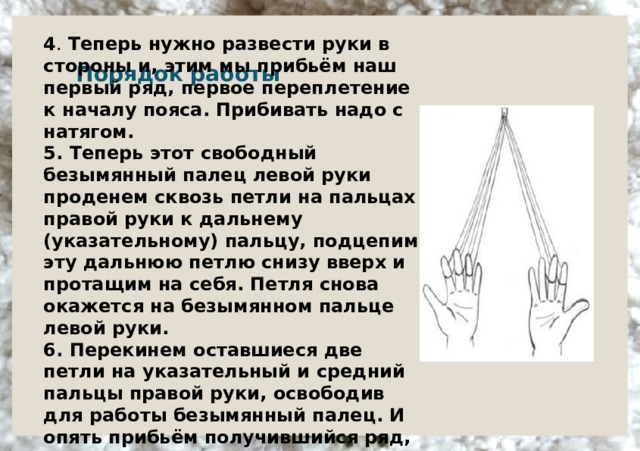 4. Теперь нужно развести руки в
стороны и, этим мы прибьём наш
Порядок работы
первый ряд, первое переплетение
к началу пояса. Прибивать надо с
натягом.
5. Теперь этот свободный
безымянный палец левой руки
проденем сквозь петли на пальцах
правой руки к дальнему
(указательному) пальцу, подцепим
эту дальнюю петлю снизу вверх и
протащим на себя. Петля снова
окажется на безымянном пальце
левой руки.
6. Перекинем оставшиеся две
петли на указательный и средний
пальцы правой руки, освободив
для работы безымянный палец. И
опять прибьём получившийся ряд,